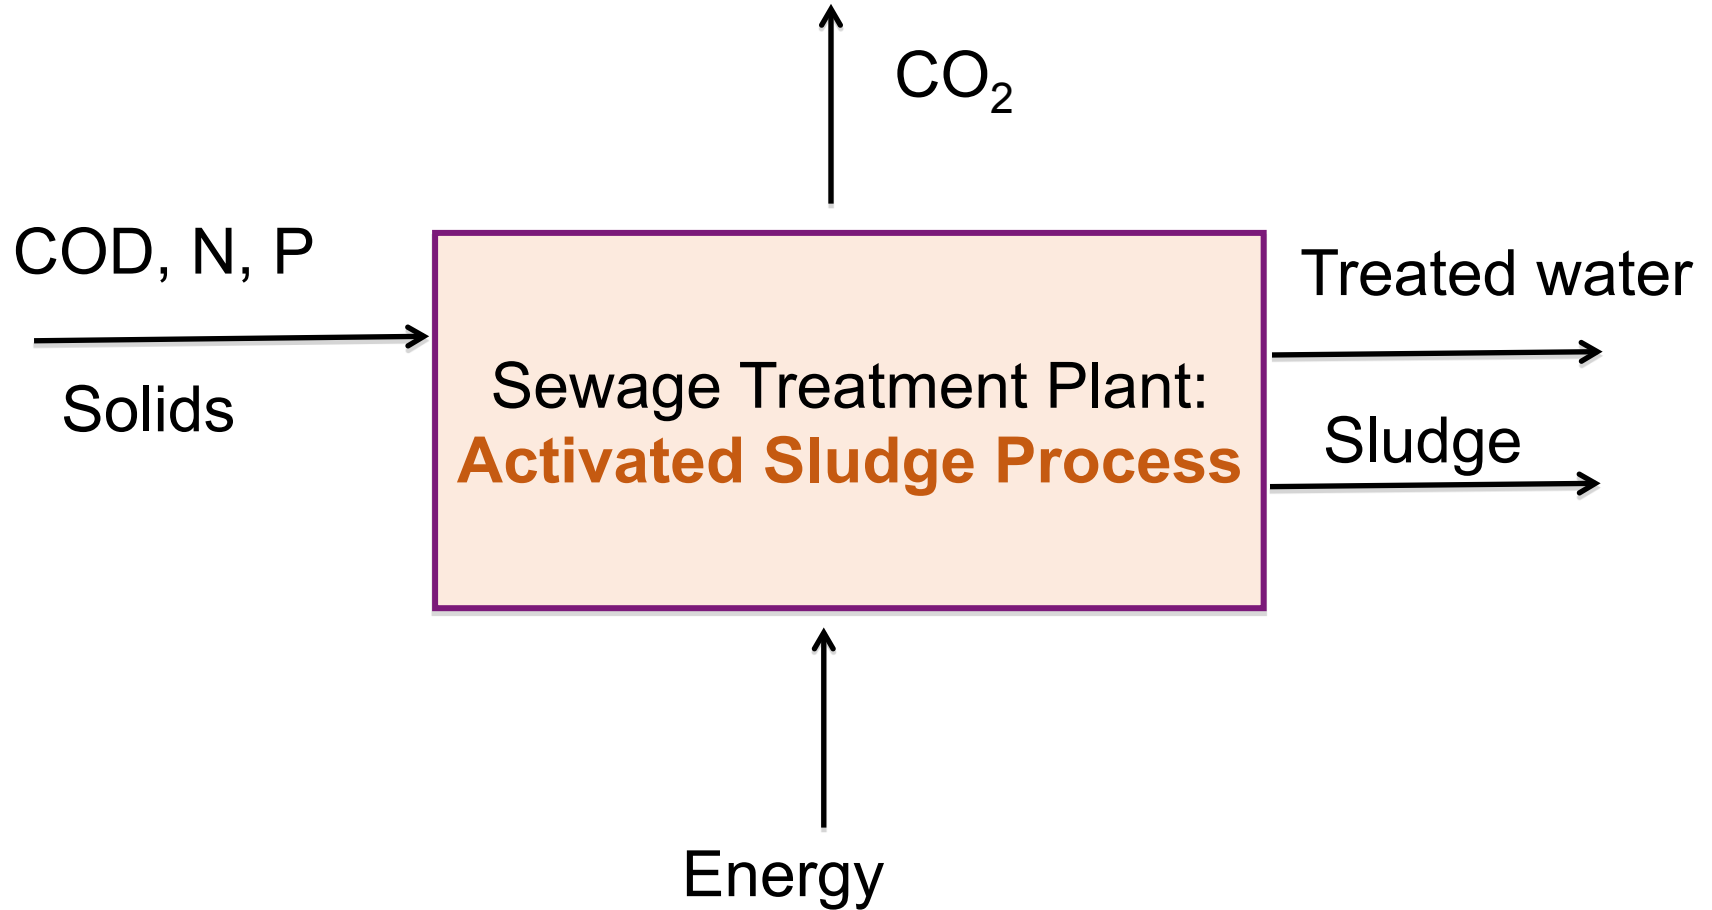 CO₂
COD, N, P
Solids
Sewage Treatment Plant:
Activated Sludge Process
Treated water
Sludge
Energy